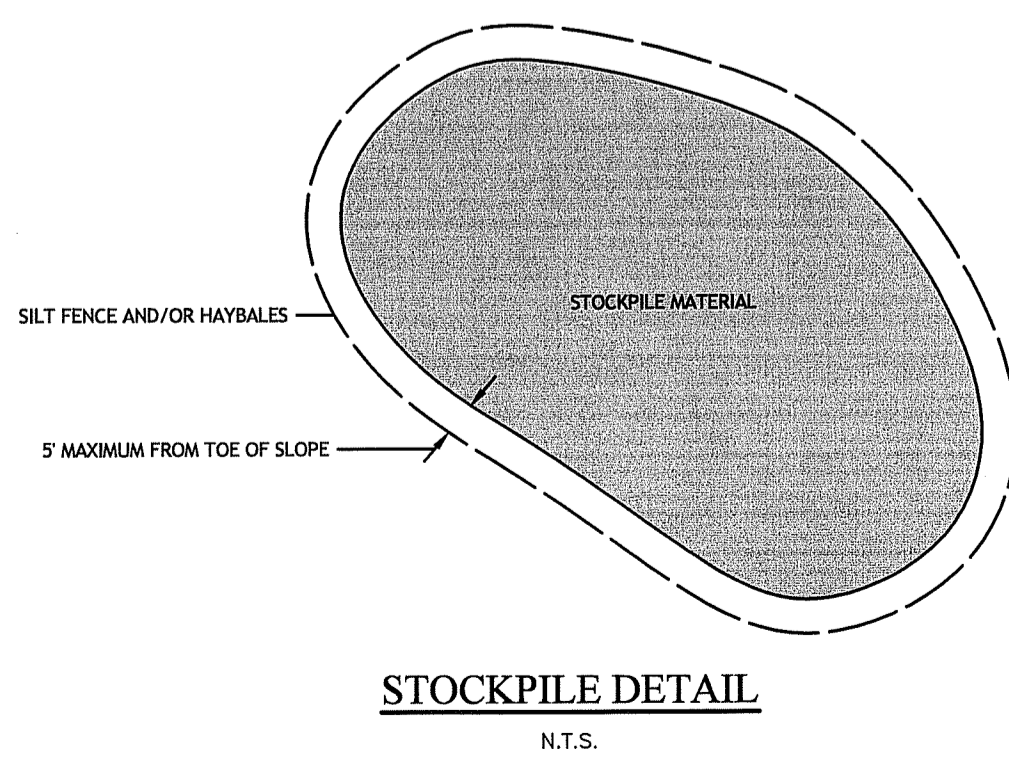 STOCKPILE MATERIAL
SILT FENCE AND/OR HAYBALES
5' MAXIMUM FROM TOE OF SLOPE
STOCKPILE DETAIL
N.T.S.